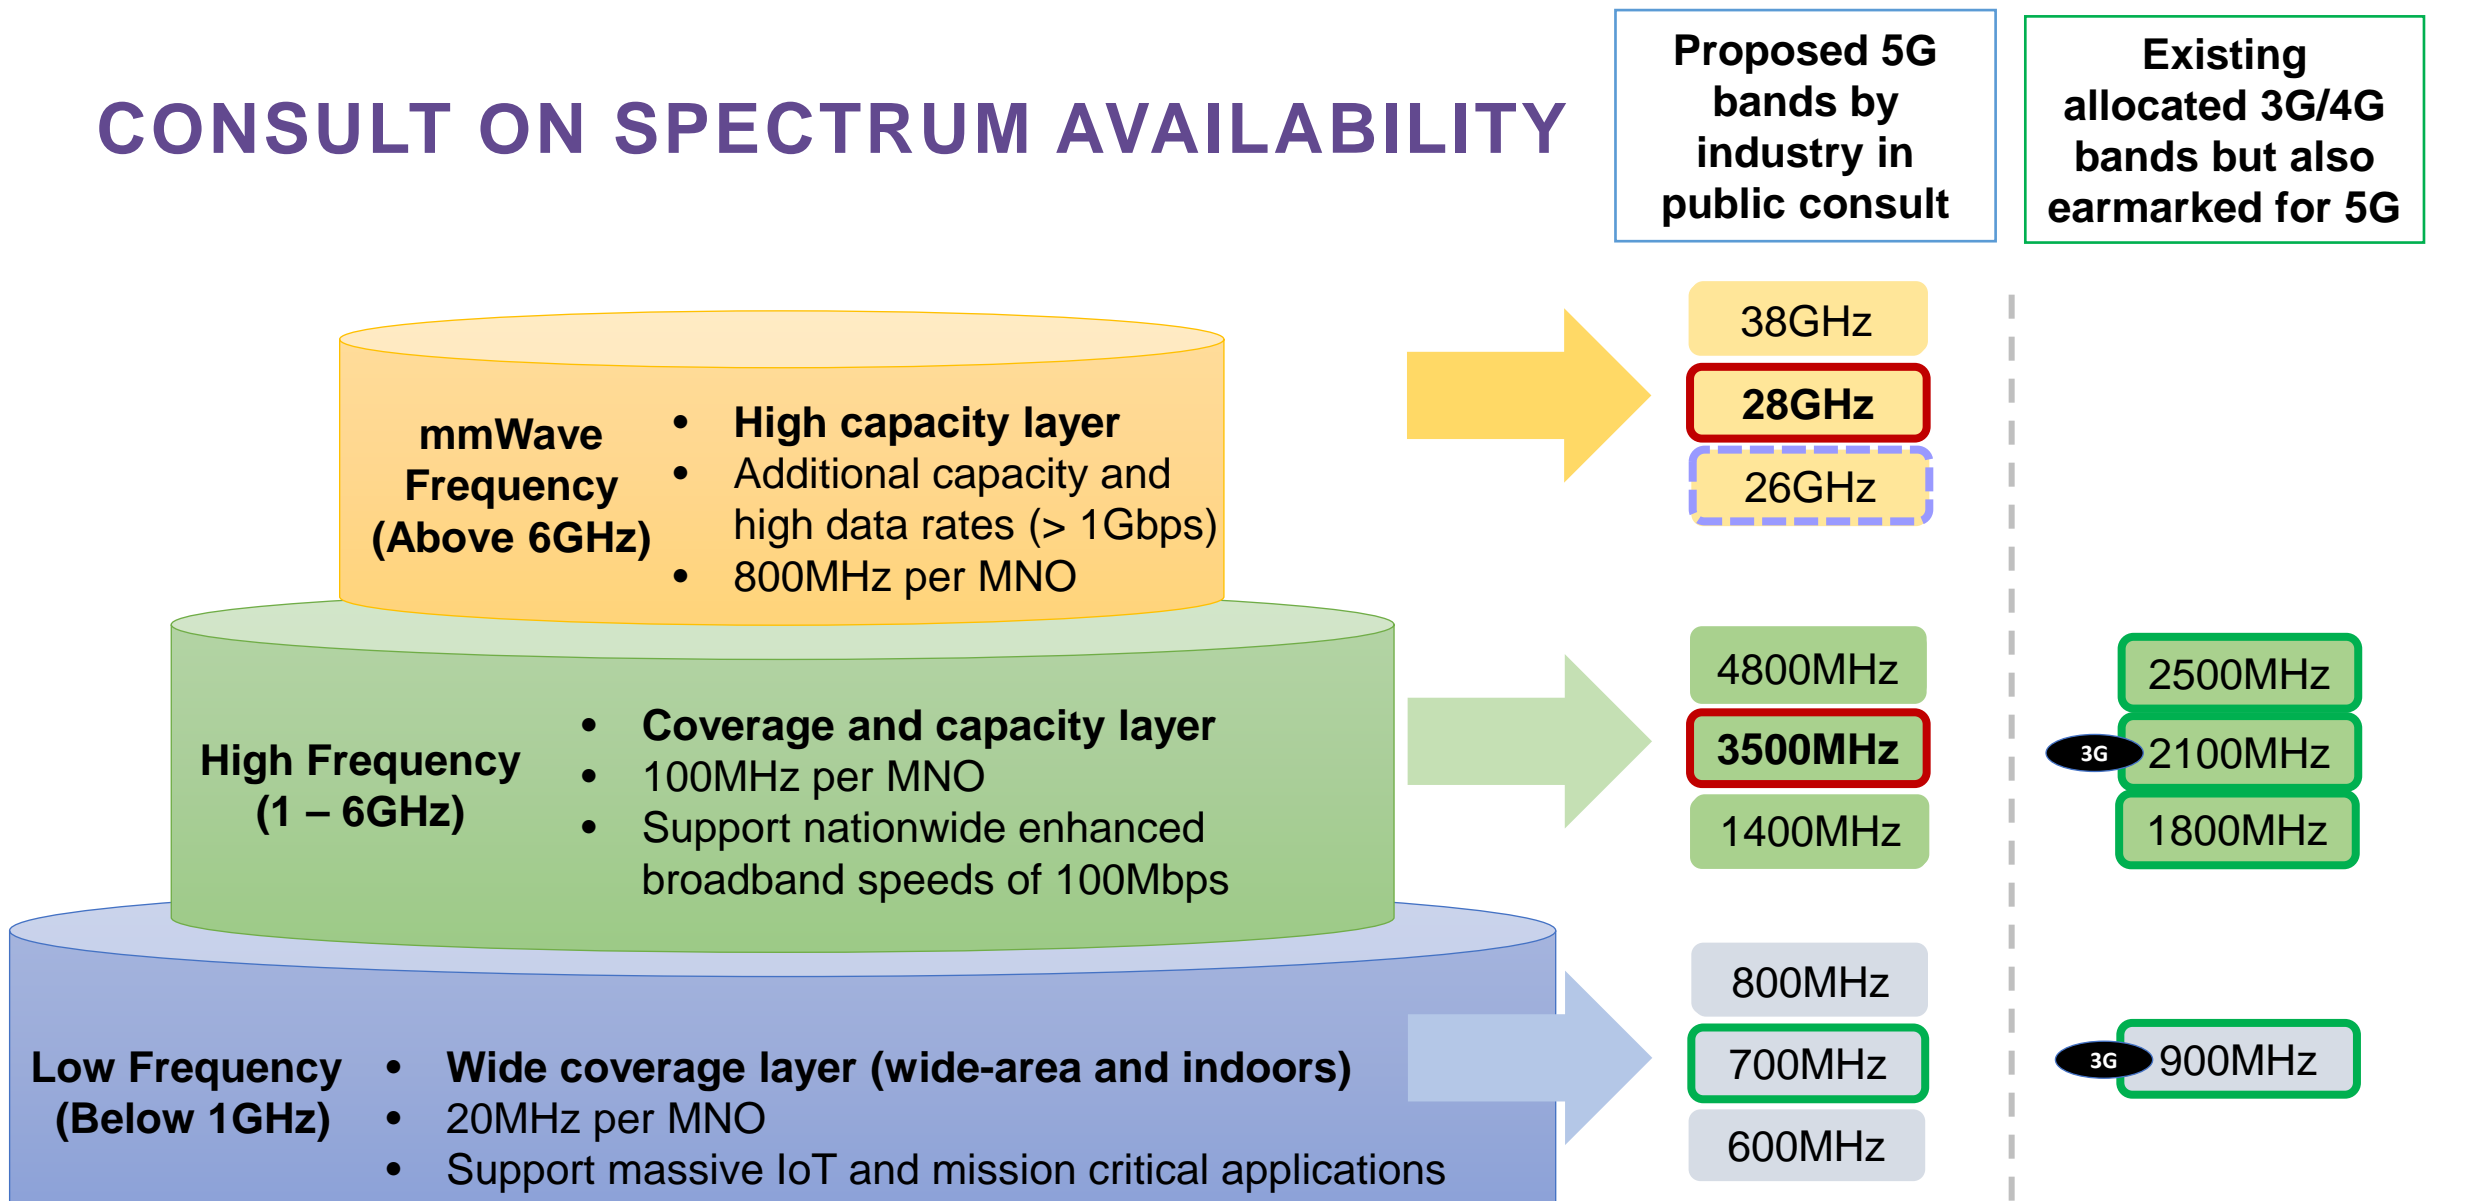 CONSULT ON SPECTRUM AVAILABILITY
Proposed 5G
bands by
industry in
public consult
Existing
allocated 3G/4G
bands but also
earmarked for 5G
mmWave
Frequency
(Above 6GHz)
• High capacity layer
• Additional capacity and
high data rates (> 1Gbps)
• 800MHz per MNO
38GHz
28GHz
26GHz
High Frequency
(1 – 6GHz)
• Coverage and capacity layer
• 100MHz per MNO
• Support nationwide enhanced
broadband speeds of 100Mbps
4800MHz
3500MHz
1400MHz
2500MHz
3G 2100MHz
1800MHz
Low Frequency
(Below 1GHz)
• Wide coverage layer (wide-area and indoors)
• 20MHz per MNO
• Support massive IoT and mission critical applications
800MHz
700MHz
600MHz
3G 900MHz